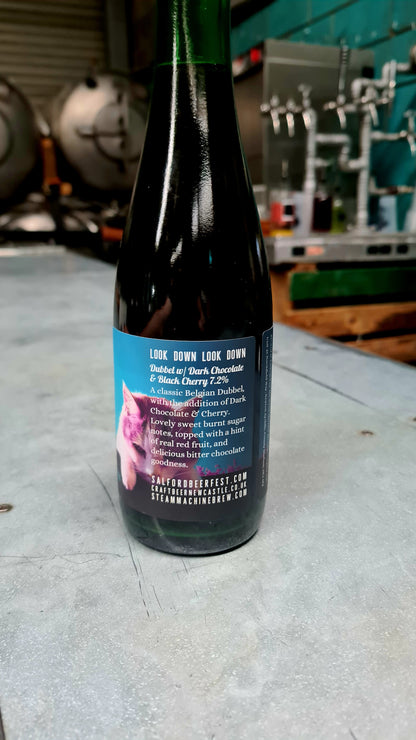 LOOK DOWN LOOK DOWN
Dubbel w/ Dark Chocolate
& Black Cherry 7.2%
A classic Belgian Dubbel,
with the addition of Dark
Chocolate & Cherry.
Lovely sweet burnt sugar
notes, topped with a hint
of real red fruit, and
delicious bitter chocolate
goodness.
SALFORDBEERFEST.COM
CRAFTBEERNEWCASTLE.CO.UK
STEAMMACHINEBREW.COM